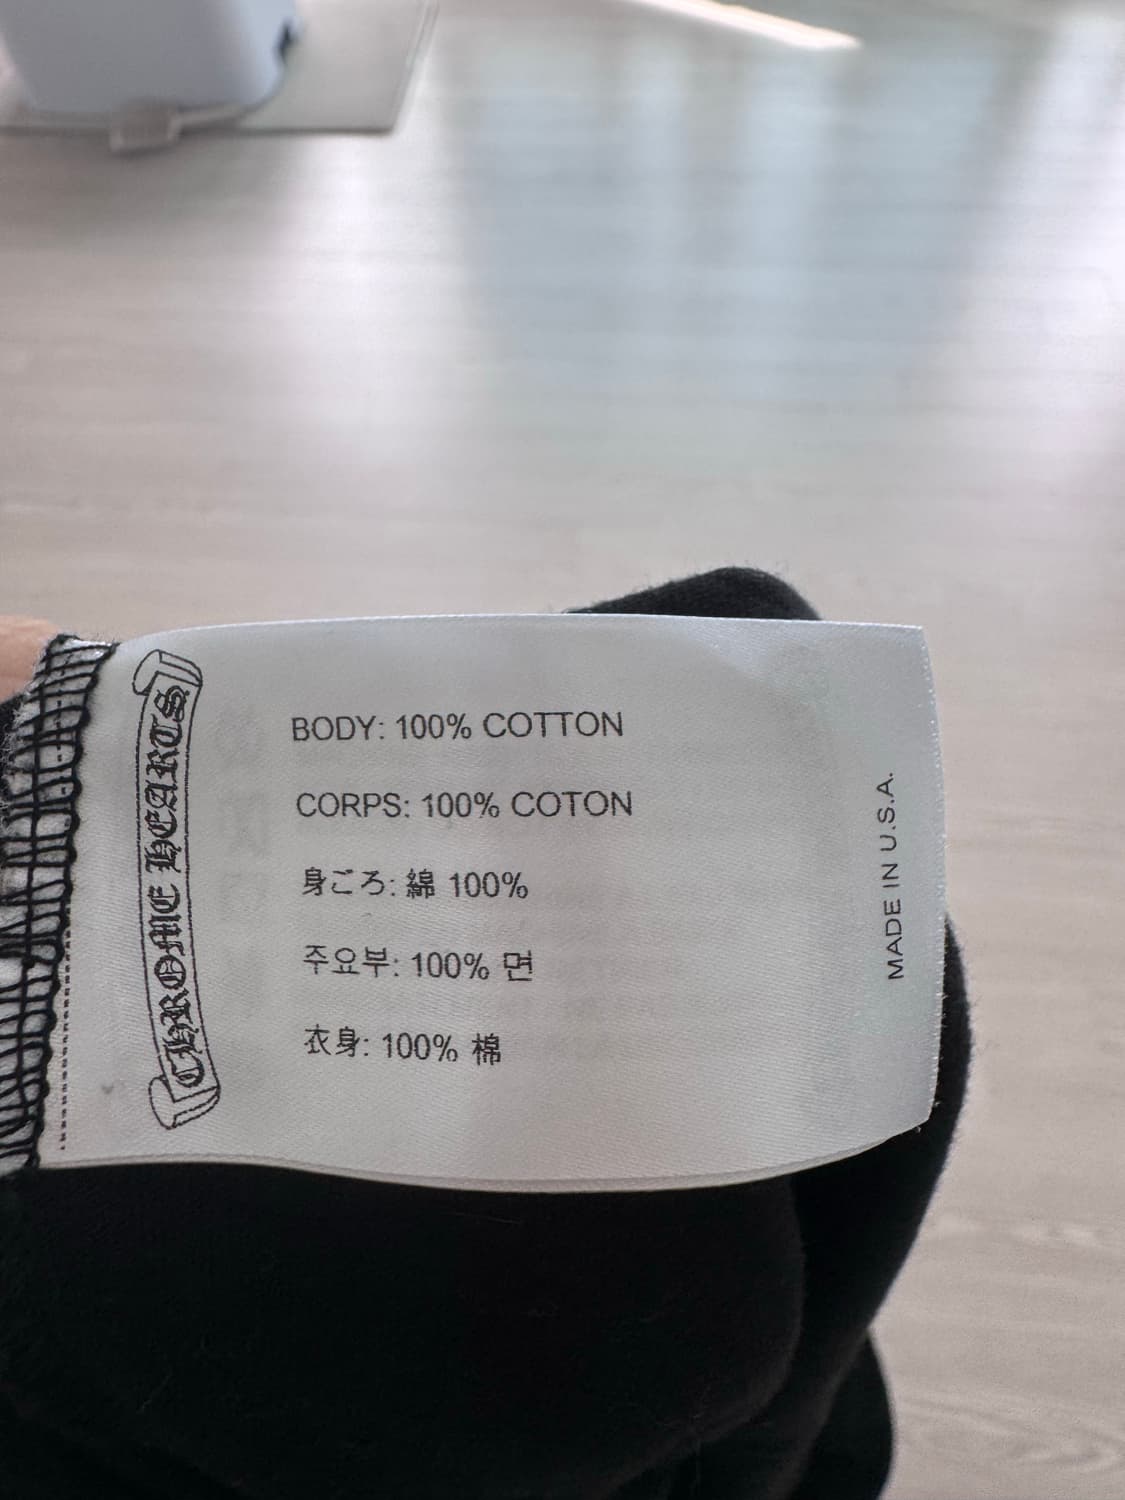 CHROME HEARTS
BODY: 100% COTTON
CORPS: 100% COTON
身ごろ: 綿 100%
주요부: 100% 면
衣身: 100% 棉
MADE IN U.S.A.